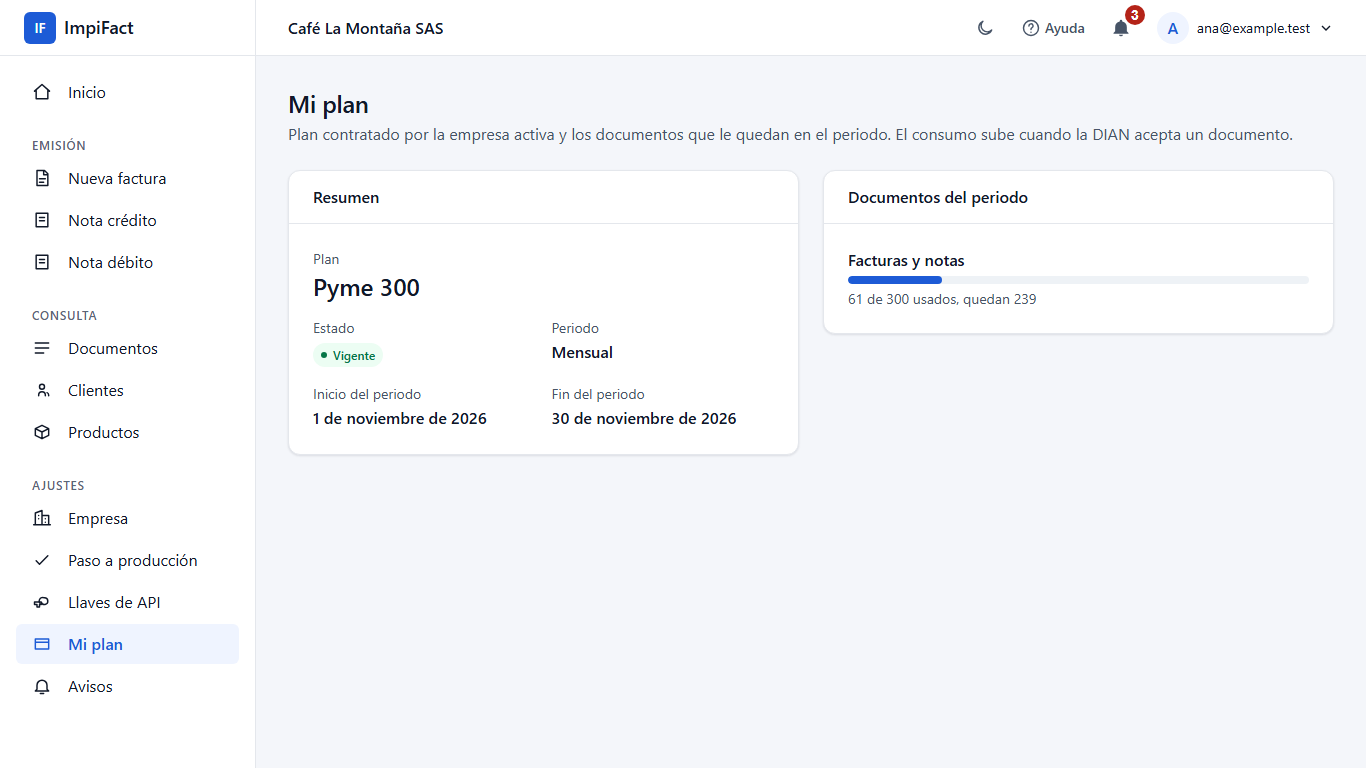 IF ImpiFact
Café La Montaña SAS
Ayuda
3
A
ana@example.test
Inicio
EMISIÓN
Nueva factura
Nota crédito
Nota débito
CONSULTA
Documentos
Clientes
Productos
AJUSTES
Empresa
Paso a producción
Llaves de API
Mi plan
Avisos
Mi plan
Plan contratado por la empresa activa y los documentos que le quedan en el periodo. El consumo sube cuando la DIAN acepta un documento.
Resumen
Plan
Pyme 300
Estado
Vigente
Periodo
Mensual
Inicio del periodo
1 de noviembre de 2026
Fin del periodo
30 de noviembre de 2026
Documentos del periodo
Facturas y notas
61 de 300 usados, quedan 239